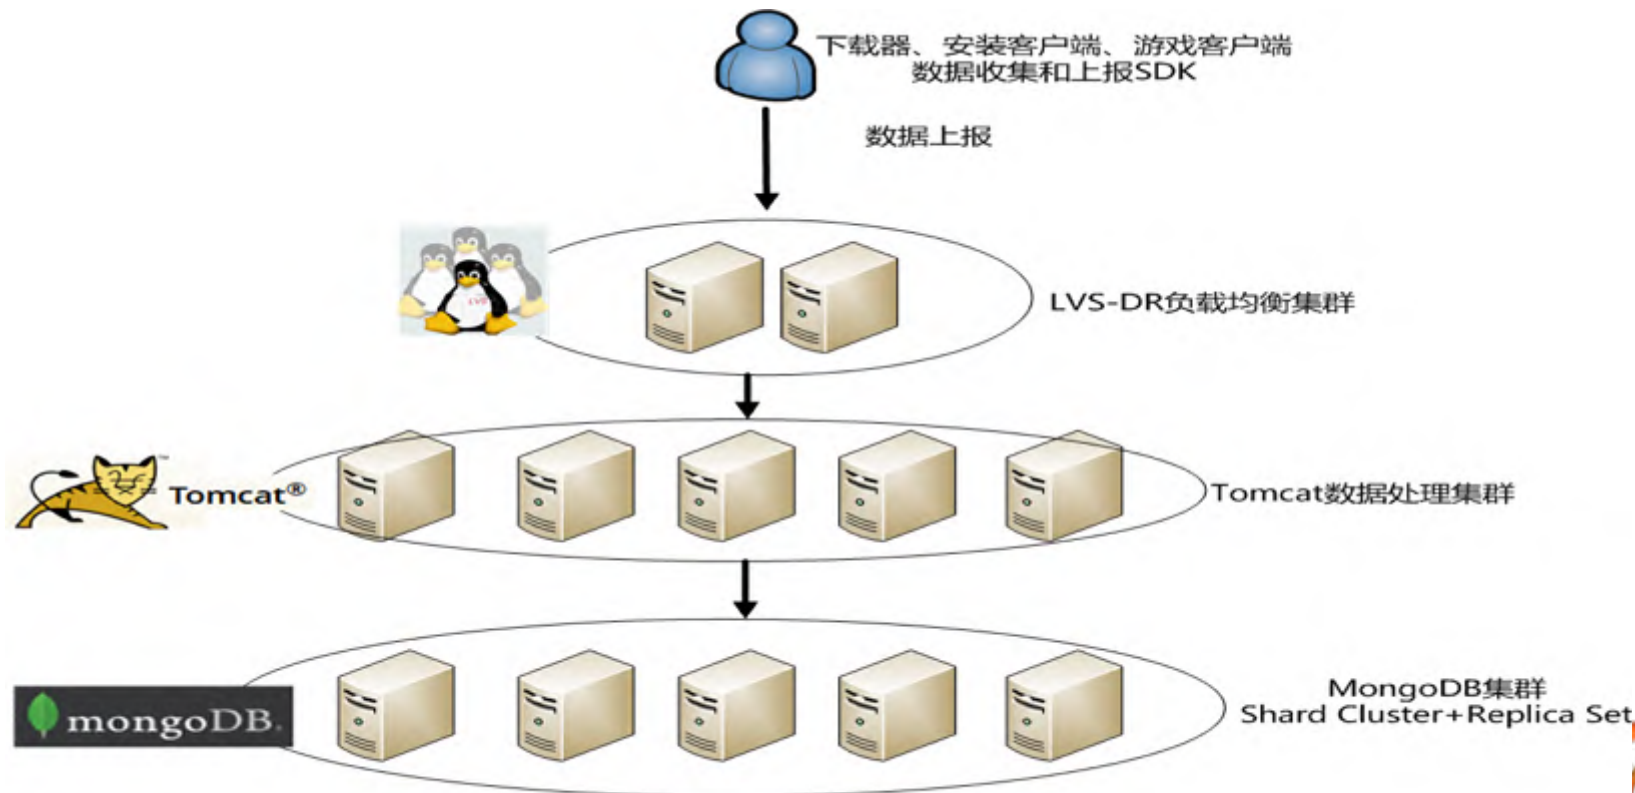 下载器、安装客户端、游戏客户端
数据收集和上报SDK
数据上报
LVS
LVS-DR负载均衡集群
Tomcat®
™
Tomcat数据处理集群
mongoDB.
MongoDB集群
Shard Cluster+Replica Set